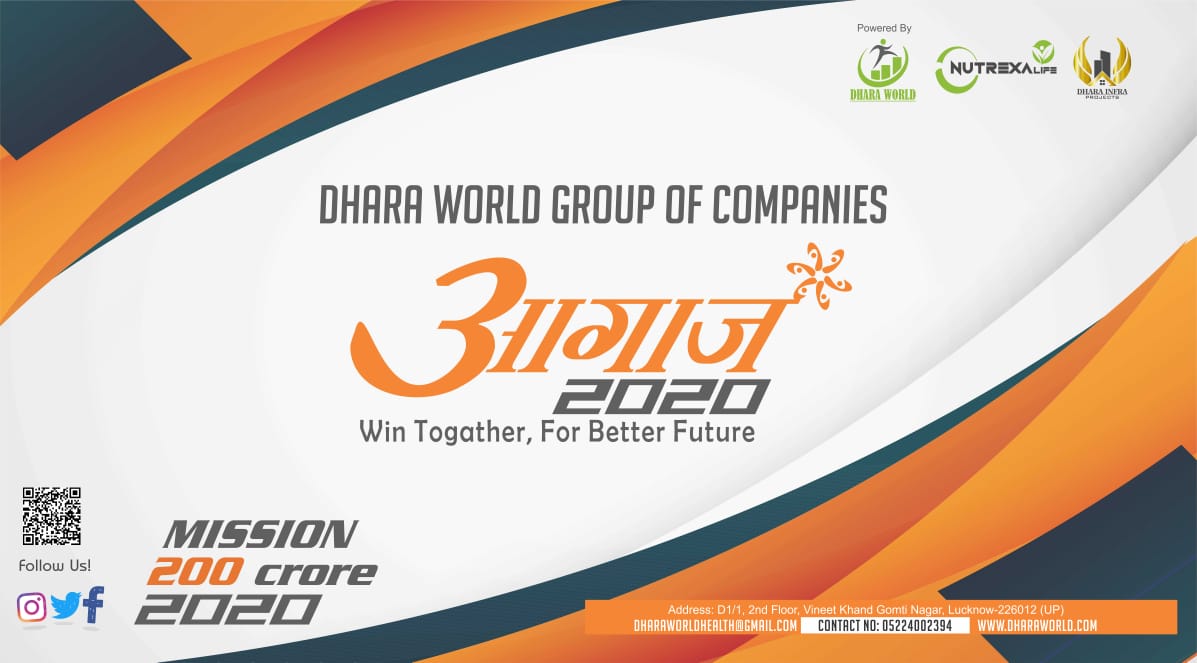 Powered By
DHARA WORLD
NUTREXALIFE
DHARA INFRA
PROJECTS
DHARA WORLD GROUP OF COMPANIES
आगाज
2020
Win Togather, For Better Future
Follow Us!
MISSION
200 crore
2020
Address: D1/1, 2nd Floor, Vineet Khand Gomti Nagar, Lucknow-226012 (UP)
DHARAWORLDHEALTH@GMAIL.COM CONTACT NO: 05224002394 WWW.DHARAWORLD.COM